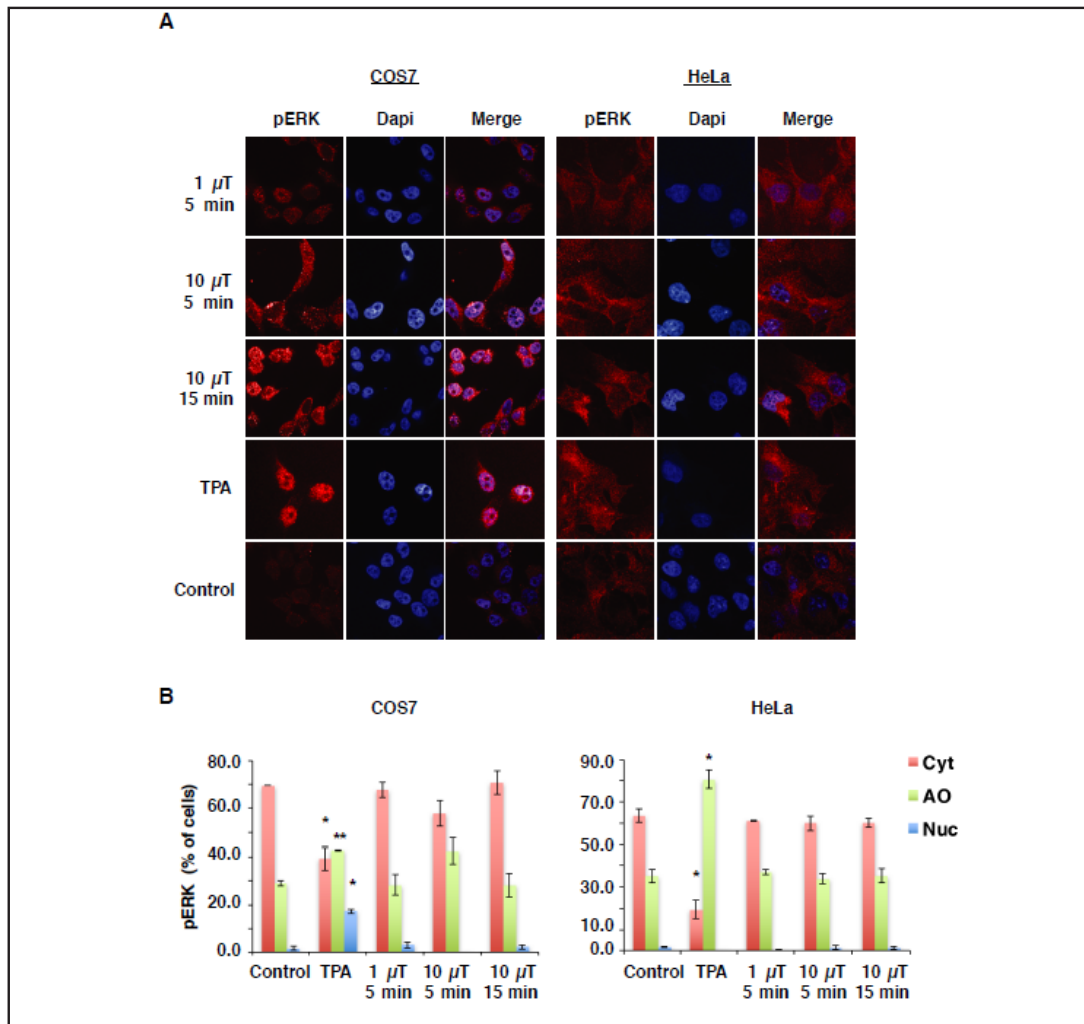 A
COS7
HeLa
pERK Dapi Merge pERK Dapi Merge
1 µT
5 min
10 µT
5 min
10 µT
15 min
TPA
Control
B
COS7
HeLa
pERK (% of cells)
80.0
60.0
40.0
20.0
0.0
* ** *
Control TPA 1 µT 10 µT 10 µT
5 min 5 min 15 min
90.0
70.0
50.0
30.0
10.0
0.0
* *
Control TPA 1 µT 10 µT 10 µT
5 min 5 min 15 min
Cyt
AO
Nuc